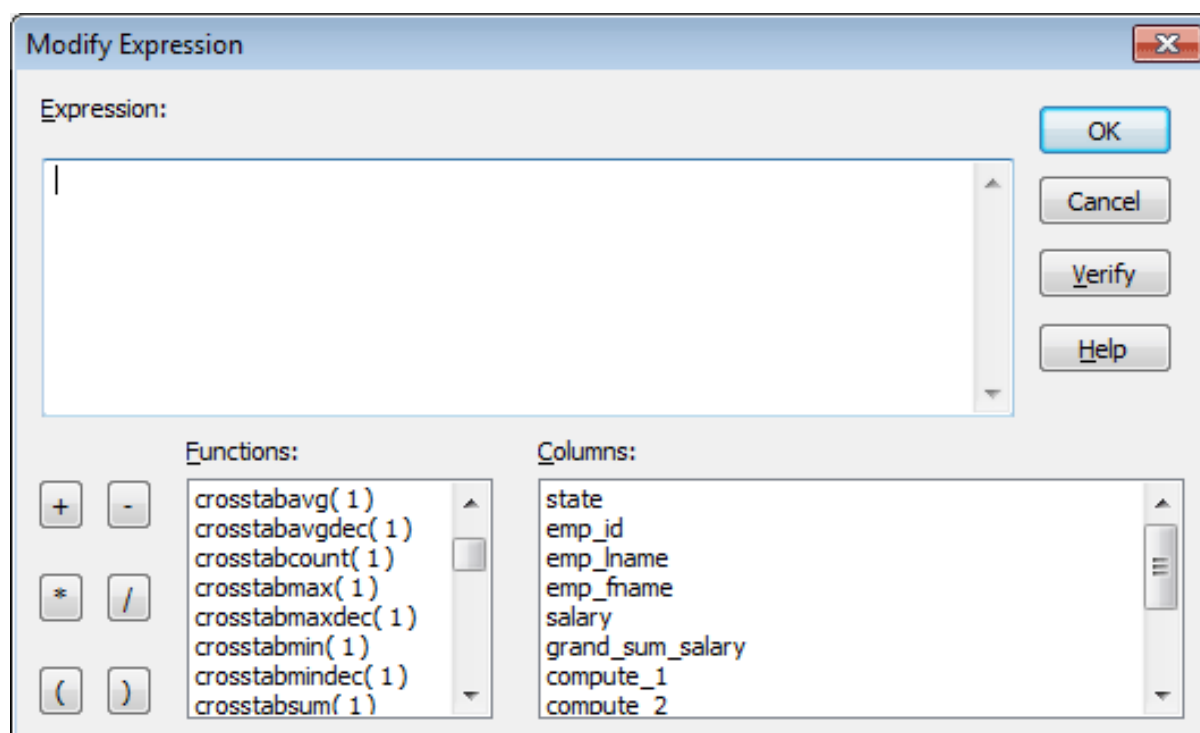 Modify Expression
Expression:
OK
Cancel
Verify
Help
Functions:
Columns:
+ -
* /
( )
crosstabavg( 1 )
crosstabavgdec( 1 )
crosstabcount( 1 )
crosstabmax( 1 )
crosstabmaxdec( 1 )
crosstabmin( 1 )
crosstabmindec( 1 )
crosstabsum( 1 )
state
emp_id
emp_lname
emp_fname
salary
grand_sum_salary
compute_1
compute_2